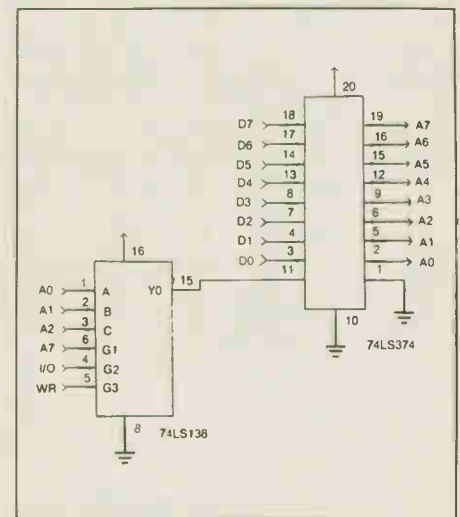 20
D7 18 19 A7
D6 17 16 A6
D5 14 15 A5
D4 13 12 A4
D3 8 9 A3
D2 7 6 A2
D1 4 5 A1
D0 3 2 A0
11 1
10
74LS374
16
A0 1 A Y0 15
A1 2 B
A2 3 C
A7 6 G1
I/O 4 G2
WR 5 G3
8
74LS138